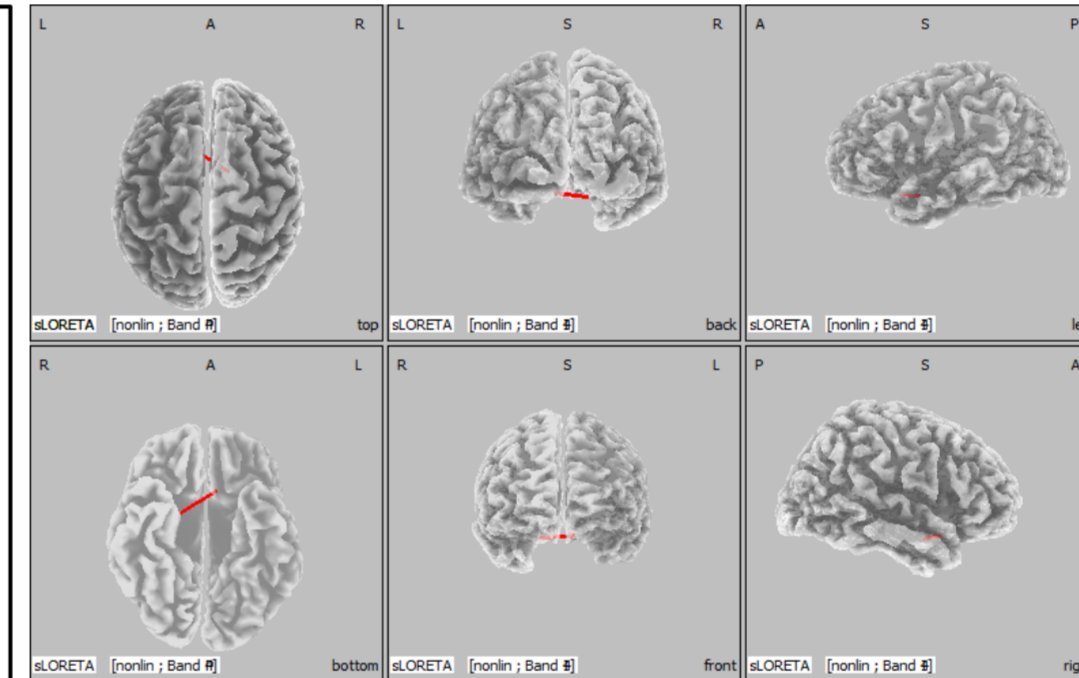 L A R
L S R
A S P
sLORETA [nonlin ; Band top
sLORETA [nonlin ; Band back
sLORETA [nonlin ; Band
R A L
R S L
P S A
sLORETA [nonlin ; Band bottom
sLORETA [nonlin ; Band front
sLORETA [nonlin ; Band